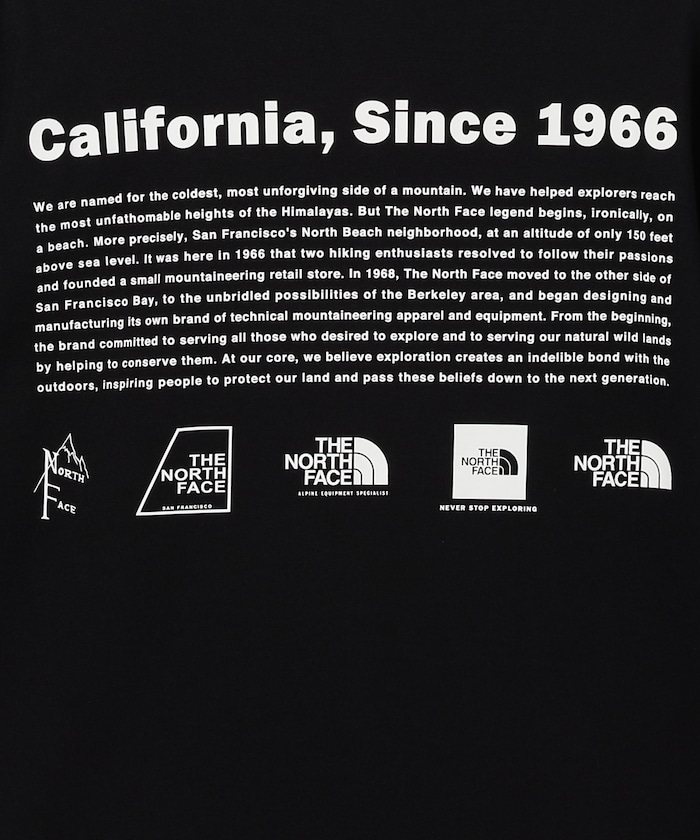 California, Since 1966
We are named for the coldest, most unforgiving side of a mountain. We have helped explorers reach
the most unfathomable heights of the Himalayas. But The North Face legend begins, ironically, on
a beach. More precisely, San Francisco's North Beach neighborhood, at an altitude of only 150 feet
above sea level. It was here in 1966 that two hiking enthusiasts resolved to follow their passions
and founded a small mountaineering retail store. In 1968, The North Face moved to the other side of
San Francisco Bay, to the unbridled possibilities of the Berkeley area, and began designing and
manufacturing its own brand of technical mountaineering apparel and equipment. From the beginning,
the brand committed to serving all those who desired to explore and to serving our natural wild lands
by helping to conserve them. At our core, we believe exploration creates an indelible bond with the
outdoors, inspiring people to protect our land and pass these beliefs down to the next generation.
NORTH
FACE
THE
NORTH
FACE
SAN FRANCISCO
THE
NORTH
FACE
ALPINE EQUIPMENT SPECIALIST
THE
NORTH
FACE
NEVER STOP EXPLORING
THE
NORTH
FACE